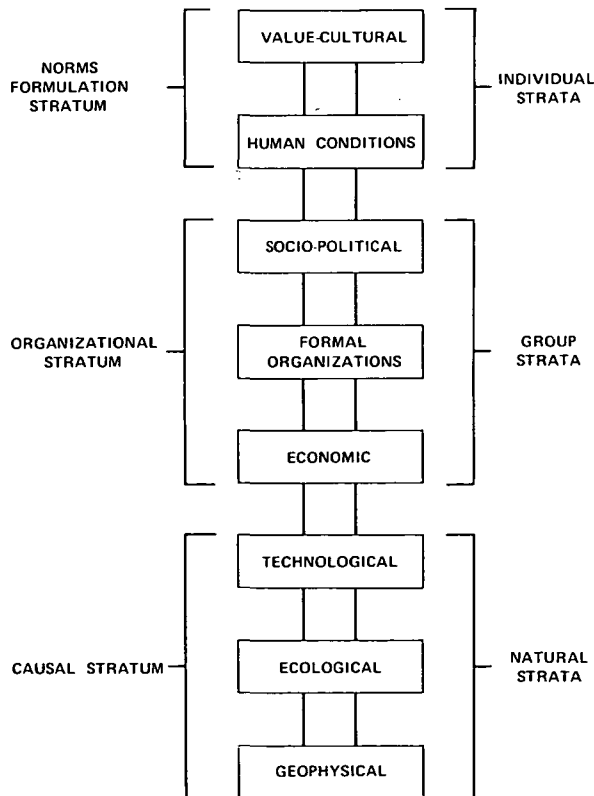 VALUE-CULTURAL
NORMS
FORMULATION
STRATUM
INDIVIDUAL
STRATA
HUMAN CONDITIONS
SOCIO-POLITICAL
ORGANIZATIONAL
STRATUM
FORMAL
ORGANIZATIONS
GROUP
STRATA
ECONOMIC
TECHNOLOGICAL
CAUSAL STRATUM
ECOLOGICAL
NATURAL
STRATA
GEOPHYSICAL